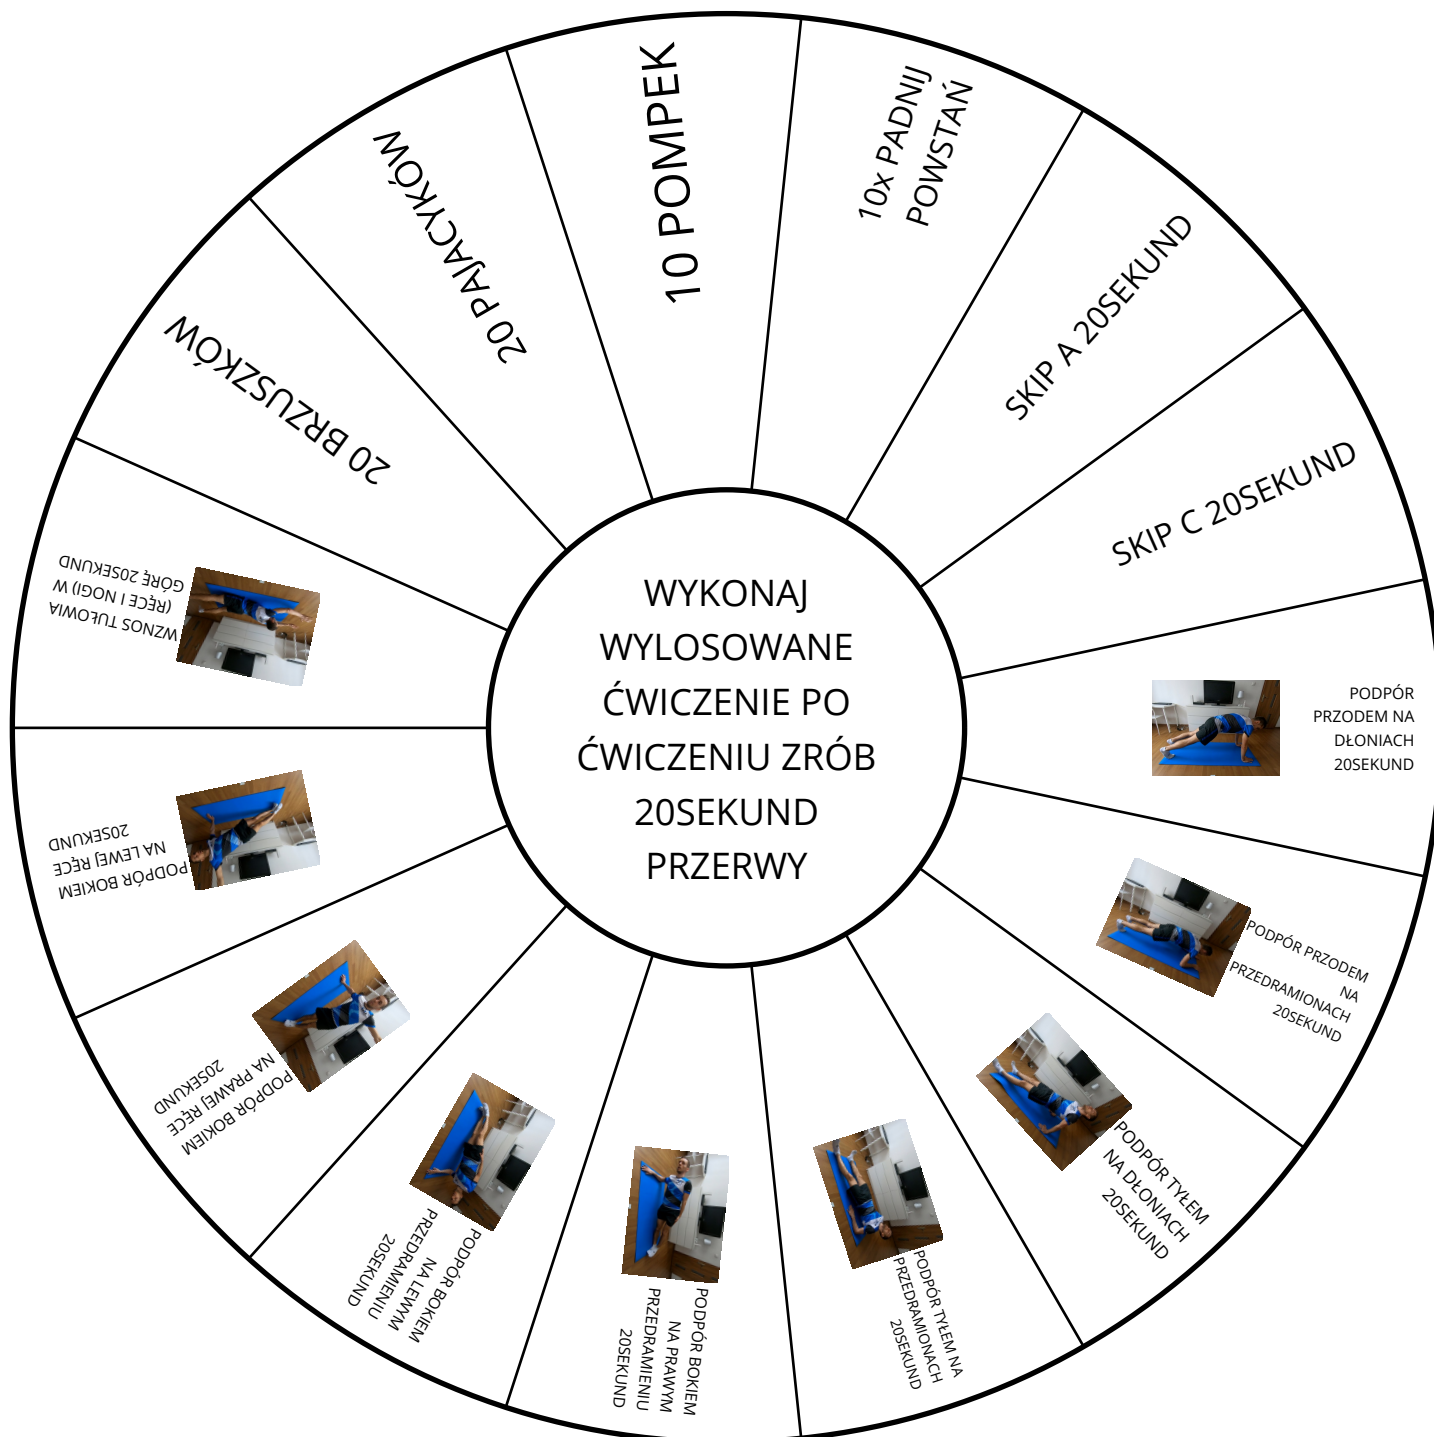 WYKONAJ
WYLOSOWANE
ĆWICZENIE PO
ĆWICZENIU ZRÓB
20SEKUND
PRZERWY
10 POMPEK
10x PADNIJ
POWSTAŃ
SKIP A 20SEKUND
SKIP C 20SEKUND
PODPÓR
PRZODEM NA
DŁONIACH
20SEKUND
PODPÓR PRZODEM
NA
PRZEDRAMIONACH
20SEKUND
PODPÓR TYŁEM
NA DŁONIACH
20SEKUND
PODPÓR TYŁEM NA
PRZEDRAMIONACH
20SEKUND
PODPÓR BOKIEM
NA PRAWYM
PRZEDRAMIENIU
20SEKUND
PODPÓR BOKIEM
NA LEWYM
PRZEDRAMIENIU
20SEKUND
PODPÓR BOKIEM
NA PRAWEJ RĘCE
20SEKUND
PODPÓR BOKIEM
NA LEWEJ RĘCE
20SEKUND
WZNOS TUŁOWIA
(RĘCE I NOGI) W
GÓRĘ 20SEKUND
20 BRZUSZKÓW
20 PAJACYKÓW